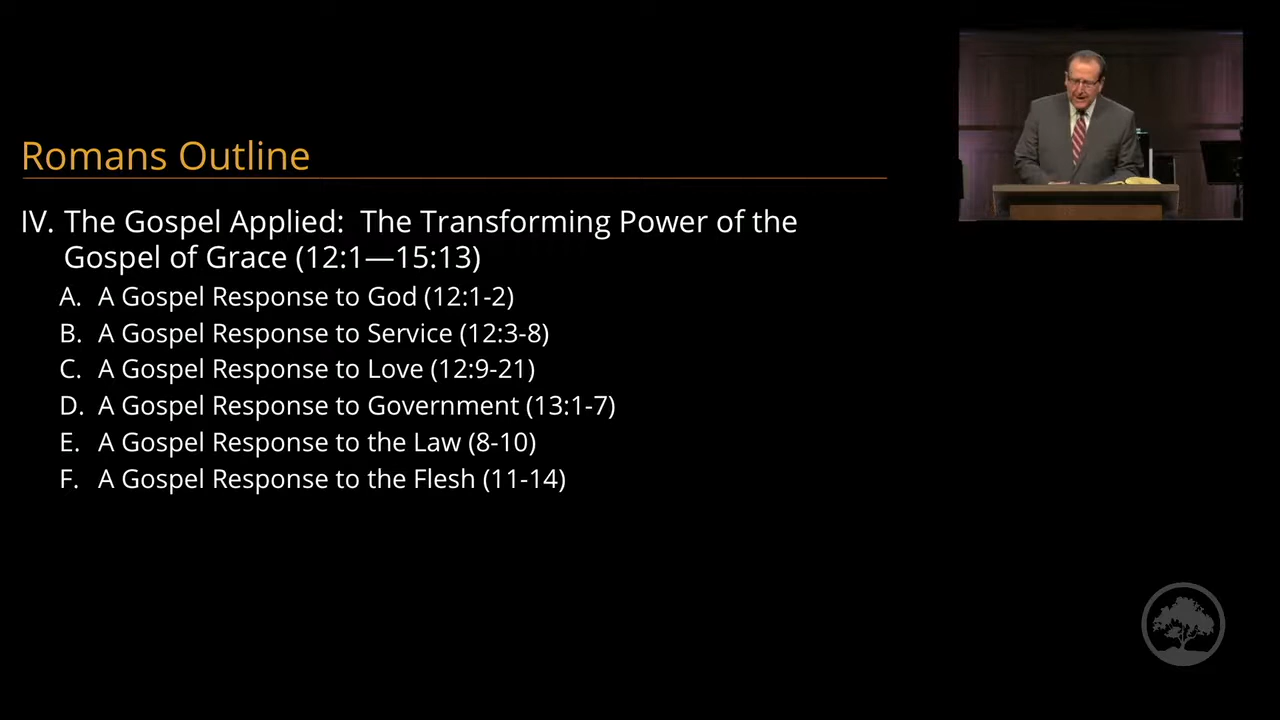 Romans Outline
IV. The Gospel Applied:  The Transforming Power of the
Gospel of Grace (12:1—15:13)
A. A Gospel Response to God (12:1-2)
B. A Gospel Response to Service (12:3-8)
C. A Gospel Response to Love (12:9-21)
D. A Gospel Response to Government (13:1-7)
E. A Gospel Response to the Law (8-10)
F. A Gospel Response to the Flesh (11-14)